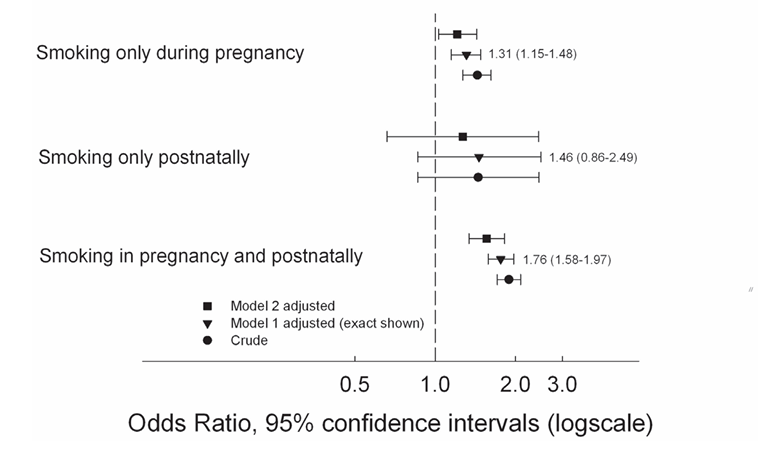 Smoking only during pregnancy
1.31 (1.15-1.48)
Smoking only postnatally
1.46 (0.86-2.49)
Smoking in pregnancy and postnatally
1.76 (1.58-1.97)
Model 2 adjusted
Model 1 adjusted (exact shown)
Crude
0.5 1.0 2.0 3.0
Odds Ratio, 95% confidence intervals (logscale)